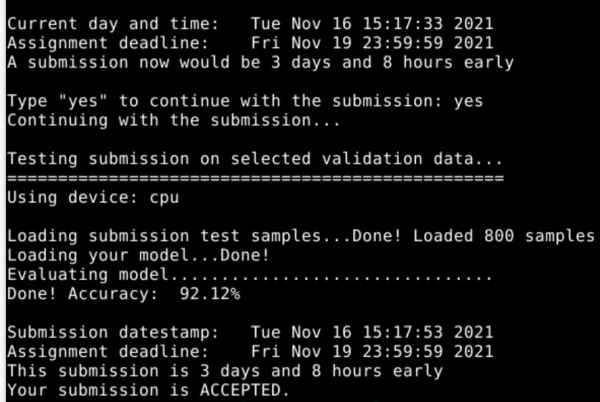 Current day and time:   Tue Nov 16 15:17:33 2021
Assignment deadline:    Fri Nov 19 23:59:59 2021
A submission now would be 3 days and 8 hours early
Type "yes" to continue with the submission: yes
Continuing with the submission...
Testing submission on selected validation data...
=================================================
Using device: cpu
Loading submission test samples...Done! Loaded 800 samples
Loading your model...Done!
Evaluating model................................
Done! Accuracy:  92.12%
Submission datestamp:   Tue Nov 16 15:17:53 2021
Assignment deadline:    Fri Nov 19 23:59:59 2021
This submission is 3 days and 8 hours early
Your submission is ACCEPTED.